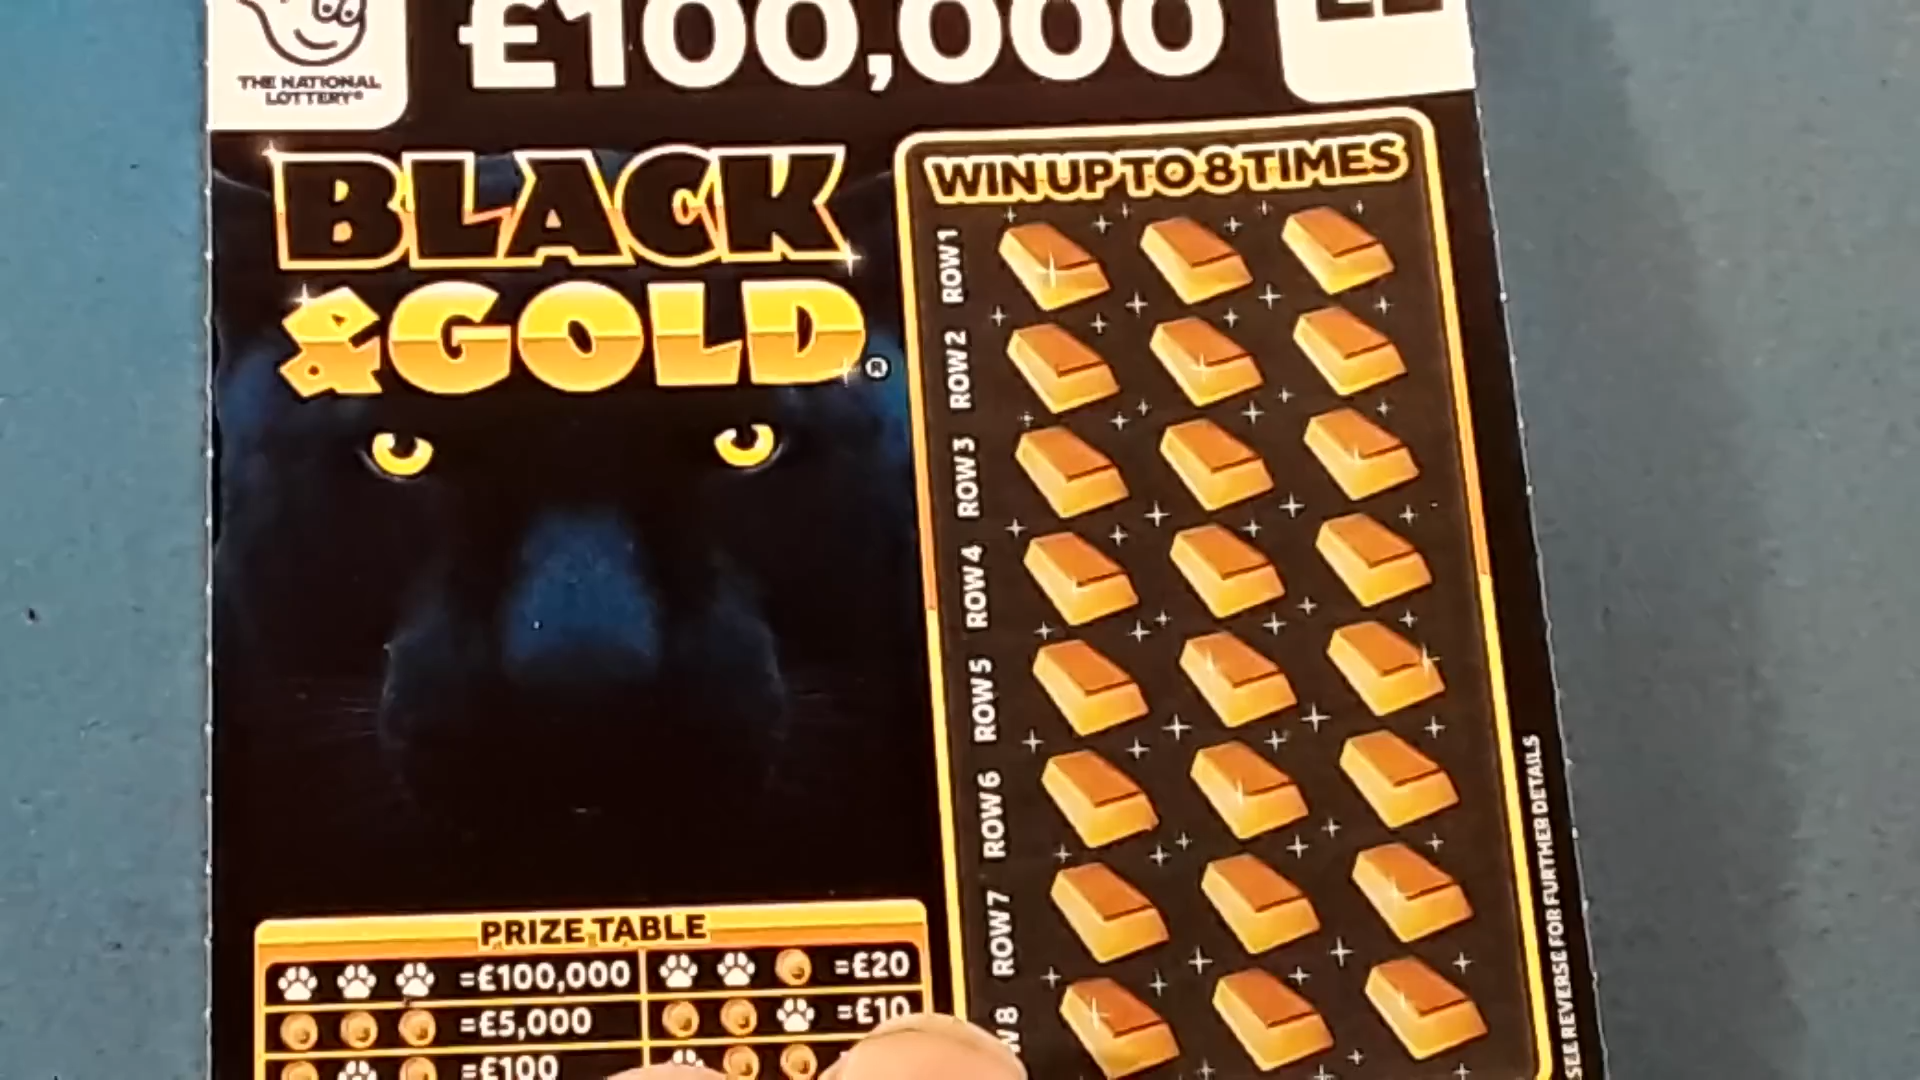 THE NATIONAL
LOTTERY®
£100,000
BLACK
&GOLD®
WIN UP TO 8 TIMES
ROW 1
ROW 2
ROW 3
ROW 4
ROW 5
ROW 6
ROW 7
W 8
PRIZE TABLE
=£100,000
=£20
=£5,000
=£10
=£100
SEE REVERSE FOR FURTHER DETAILS